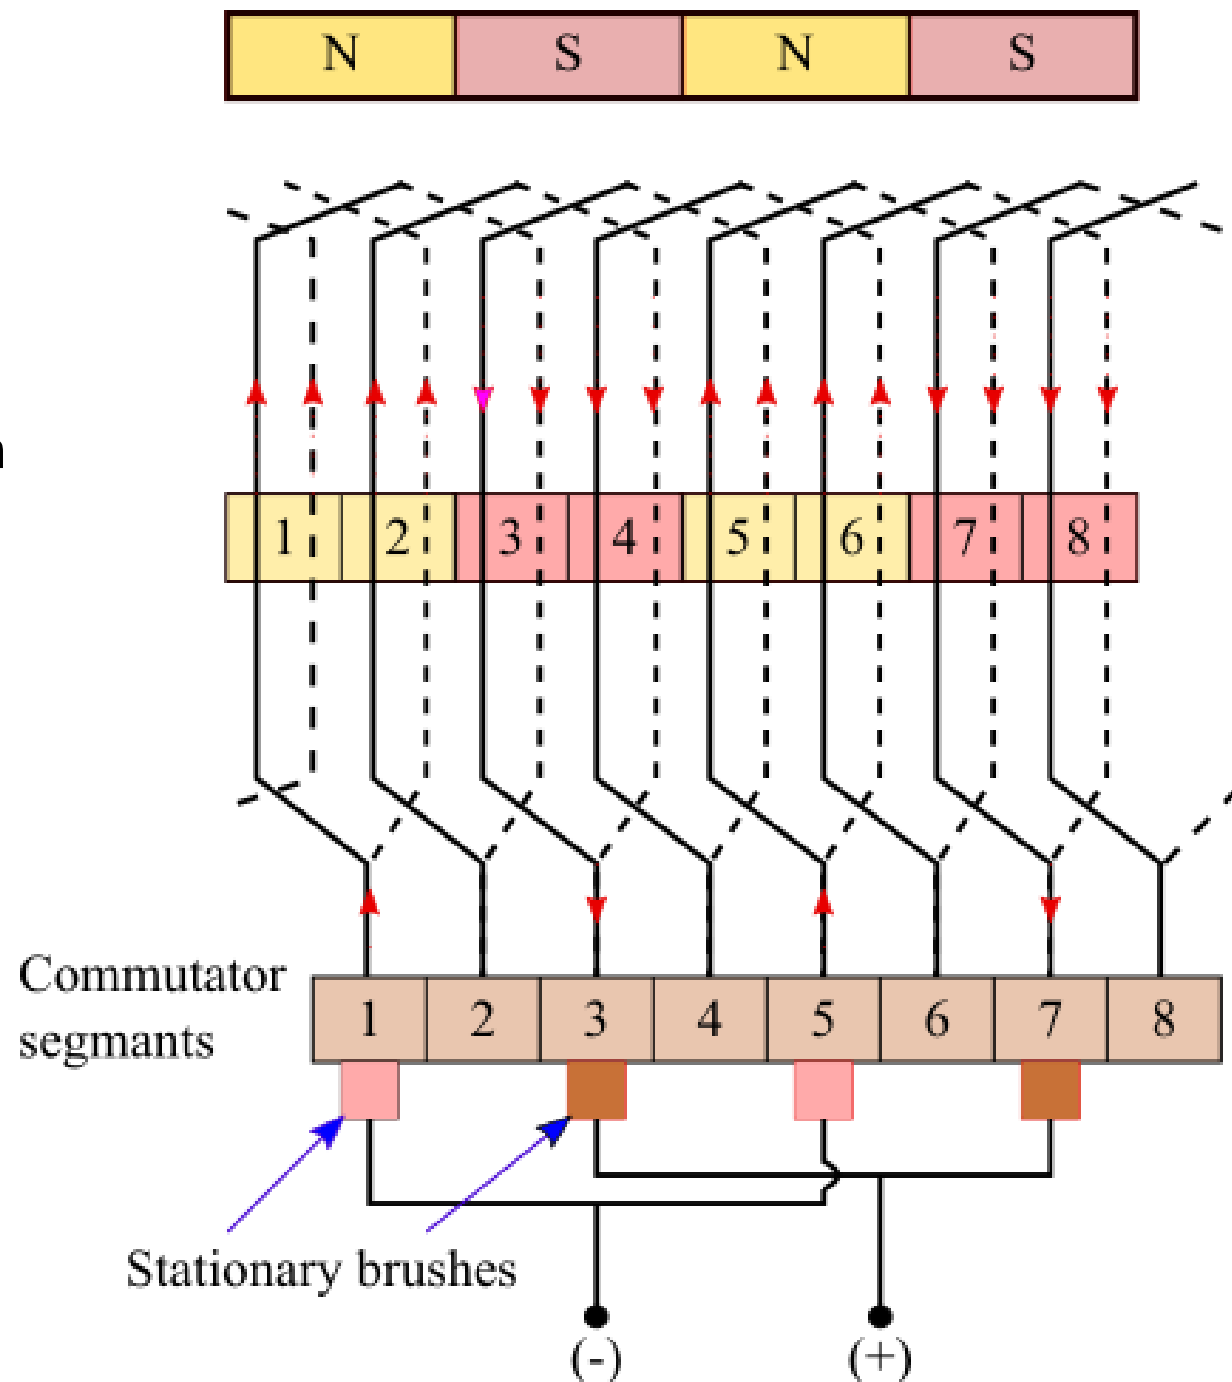 N S N S
1 2 3 4 5 6 7 8
Commutator
segmants
1 2 3 4 5 6 7 8
Stationary brushes
(-) (+)